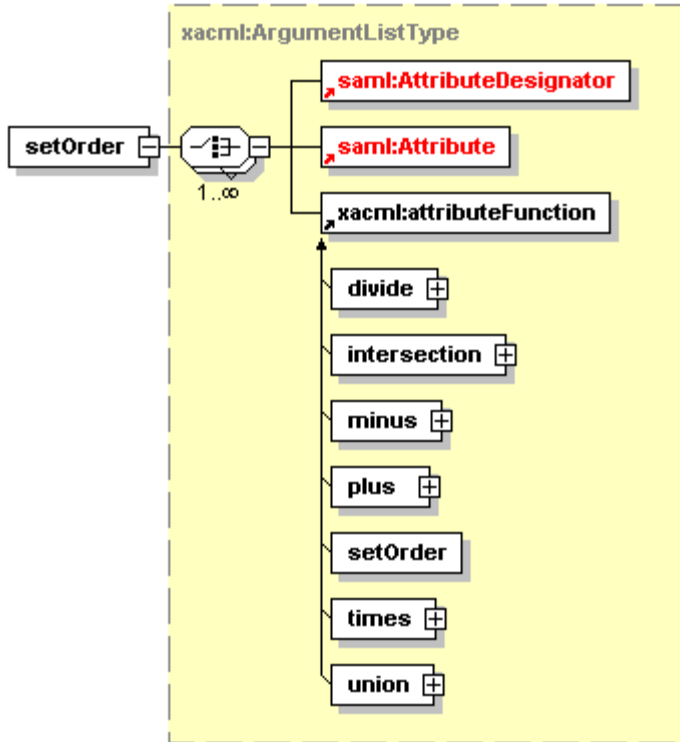 xacml:ArgumentListType
saml:AttributeDesignator
setOrder
saml:Attribute
1..∞
xacml:attributeFunction
divide
intersection
minus
plus
setOrder
times
union